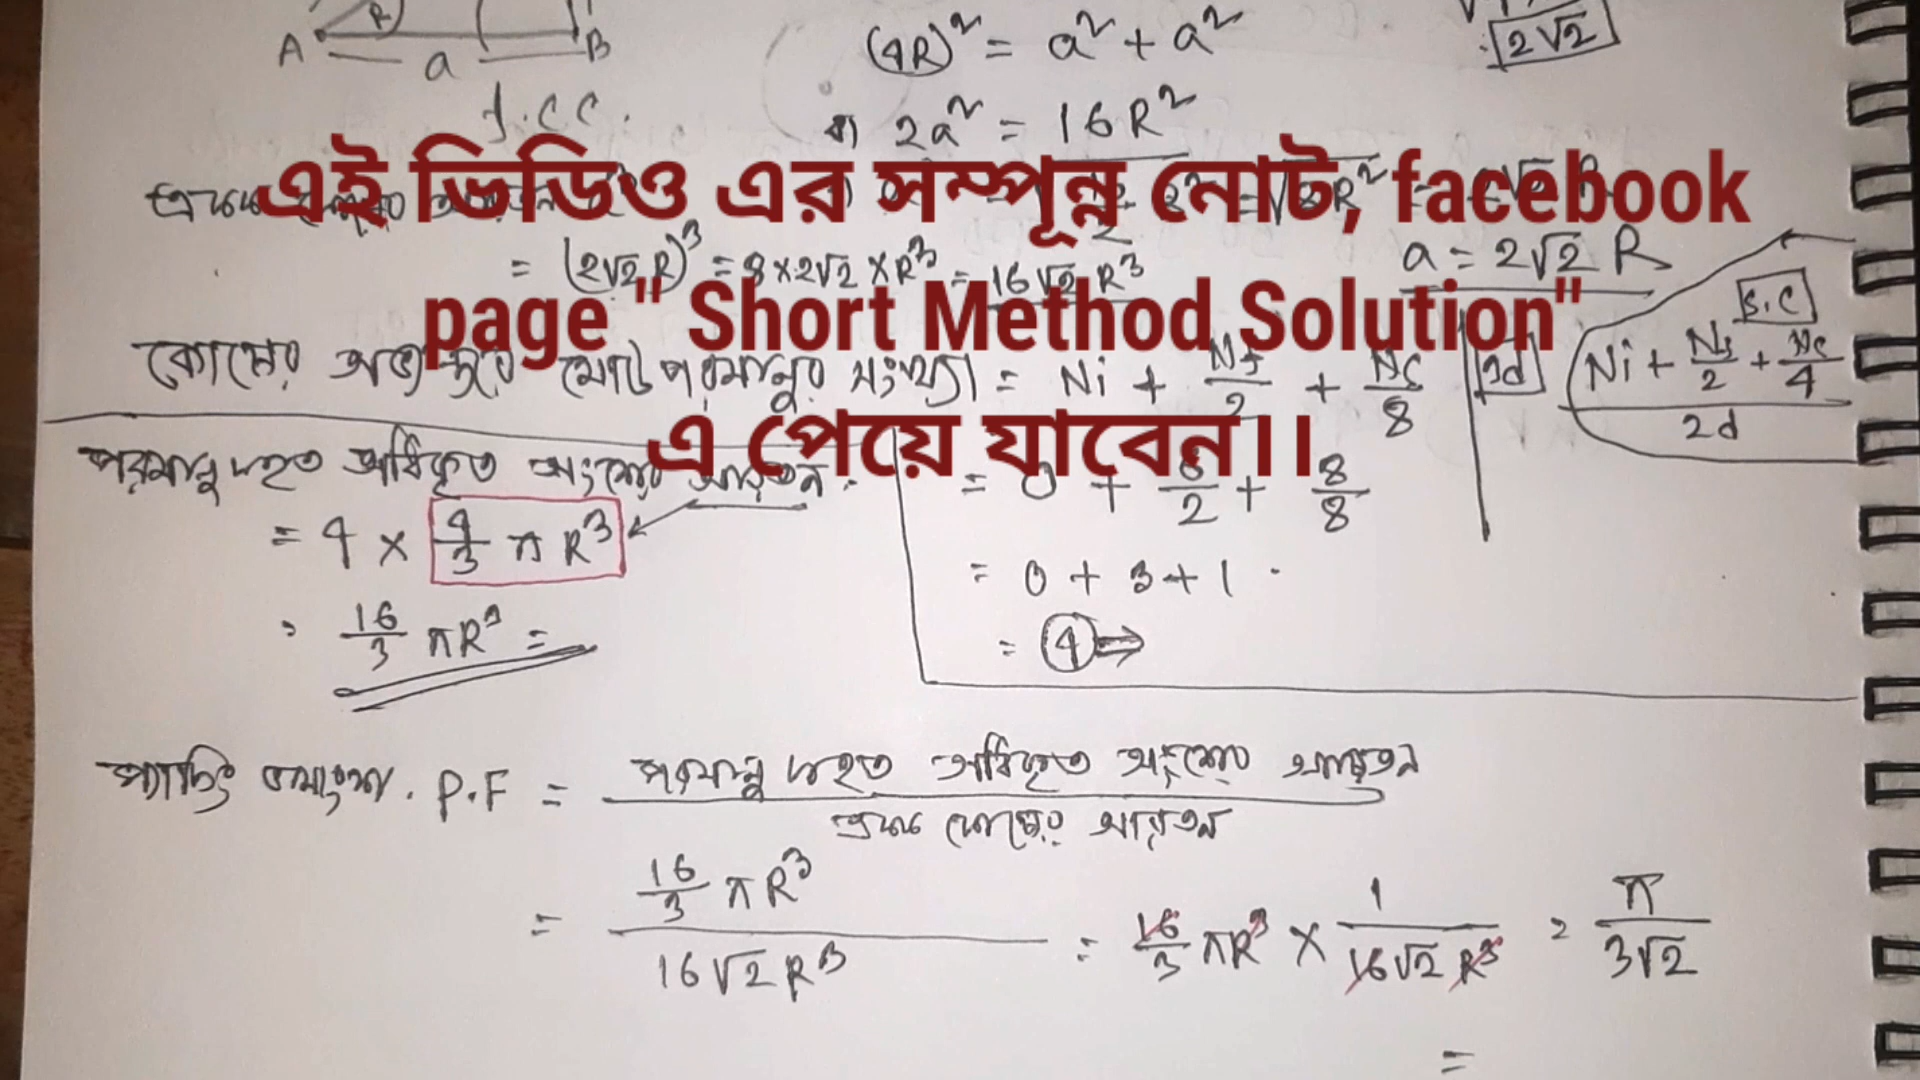 R
A a B
f.c.c.
(4R)² = a² + a²
2√2
বা 2a² = 16R²
এই ভিডিও এর সম্পূন্ন নোট, facebook
page " Short Method Solution"
এ পেয়ে যাবেন।।
= (2√2 R)³ = 8×2√2 ×R³ = 16√2 R³
a = 2√2 R
কোষের অভ্যন্তরে মোট পরমানুর সংখ্যা = Ni + Nf/2 + Nc/8
2d
S.C
Ni + Ns/2 + Nc/4
2d
পরমানু দ্বারা অধিকৃত অংশের আয়তন.
= 0 + 6/2 + 8/8
= 4 × 4/3 π R³
= 0 + 3 + 1
= 16/3 πR³ =
= 4 ⇒
প্যাকিং ভগ্নাংশ. P.F = পরমানু দ্বারা অধিকৃত অংশের আয়তন
একক কোষের আয়তন
= 16/3 πR³ / 16√2R³ = 16/3 πR³ × 1/16√2 R³ = π/3√2
=